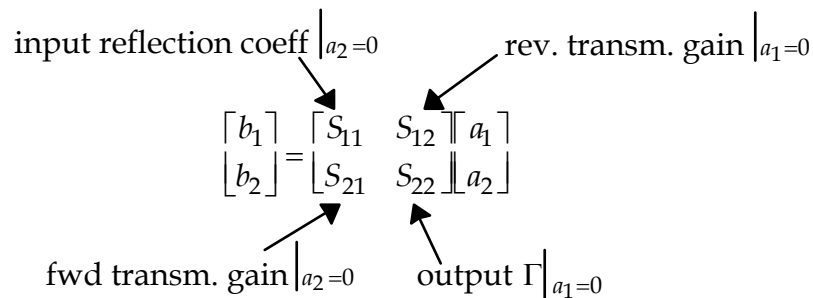 input reflection coeff |a₂=0
rev. transm. gain |a₁=0
[b₁] = [S₁₁ S₁₂][a₁]
[b₂] [S₂₁ S₂₂][a₂]
fwd transm. gain |a₂=0
output Γ|a₁=0